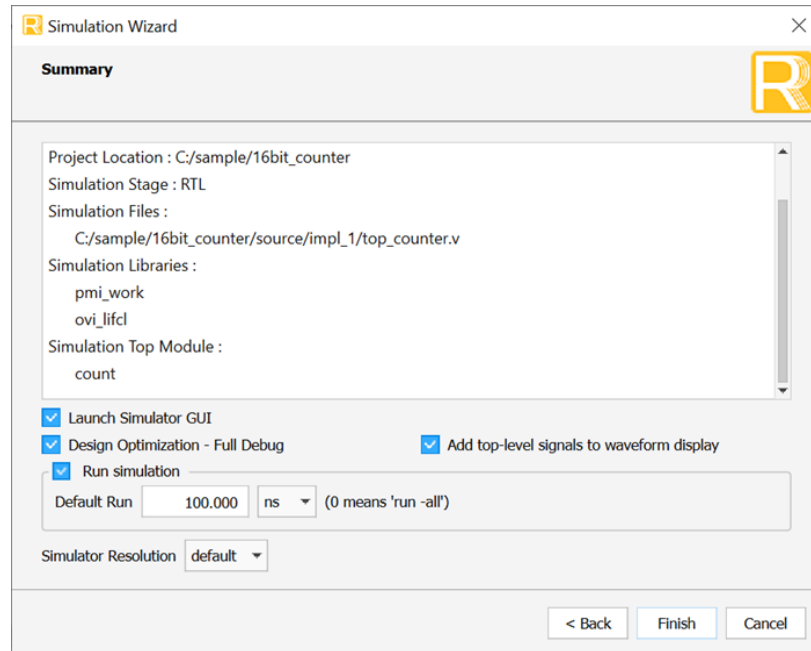 Simulation Wizard
Summary
Project Location : C:/sample/16bit_counter
Simulation Stage : RTL
Simulation Files :
C:/sample/16bit_counter/source/impl_1/top_counter.v
Simulation Libraries :
pmi_work
ovi_lifcl
Simulation Top Module :
count
Launch Simulator GUI
Design Optimization - Full Debug Add top-level signals to waveform display
Run simulation
Default Run 100.000 ns (0 means 'run -all')
Simulator Resolution default
< Back Finish Cancel